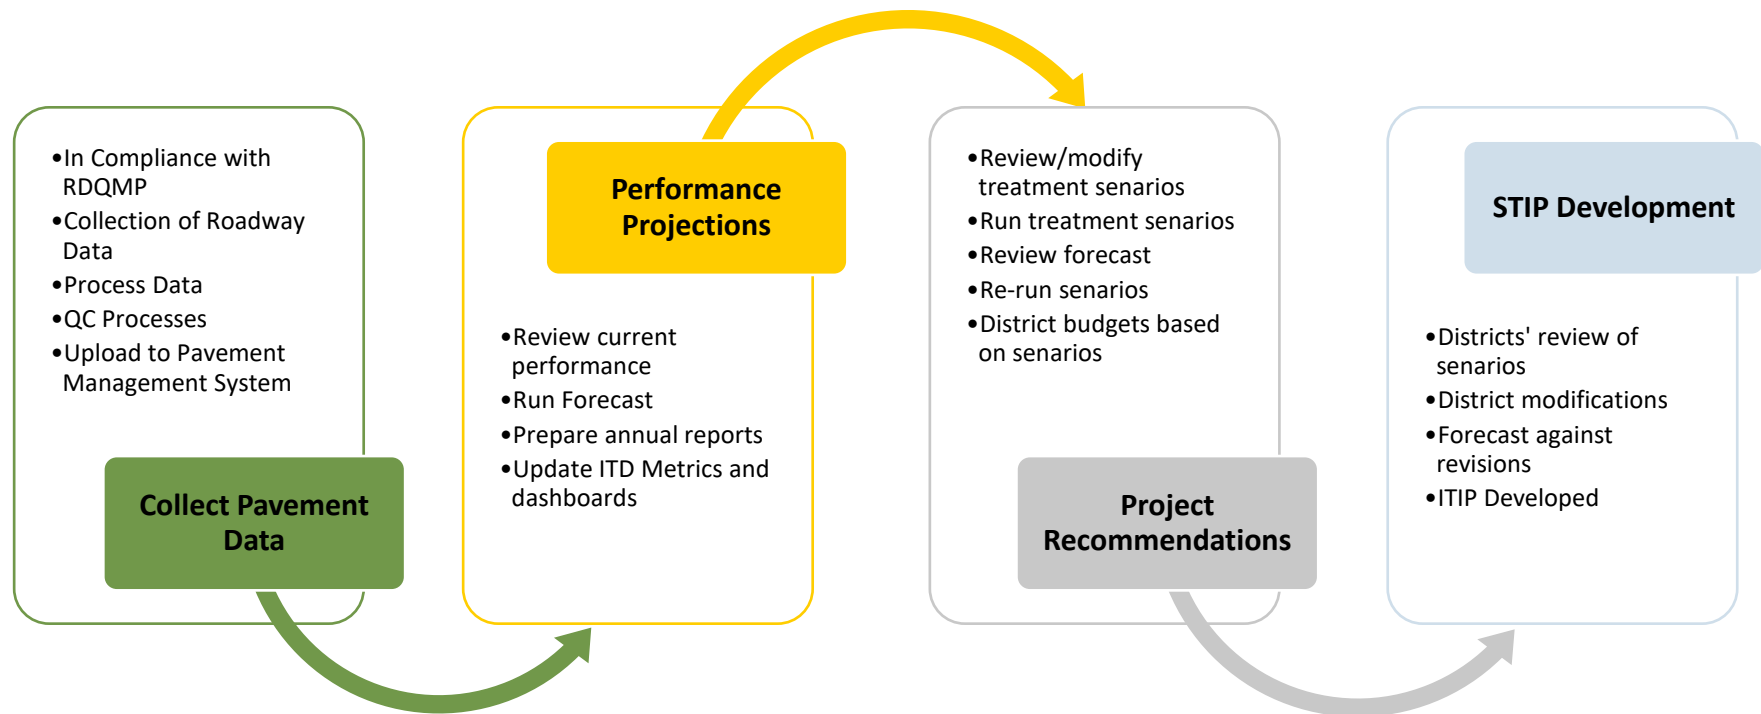 •In Compliance with
RDQMP
•Collection of Roadway
Data
•Process Data
•QC Processes
•Upload to Pavement
Management System
Collect Pavement
Data
Performance
Projections
•Review current
performance
•Run Forecast
•Prepare annual reports
•Update ITD Metrics and
dashboards
•Review/modify
treatment senarios
•Run treatment senarios
•Review forecast
•Re-run senarios
•District budgets based
on senarios
Project
Recommendations
STIP Development
•Districts' review of
senarios
•District modifications
•Forecast against
revisions
•ITIP Developed